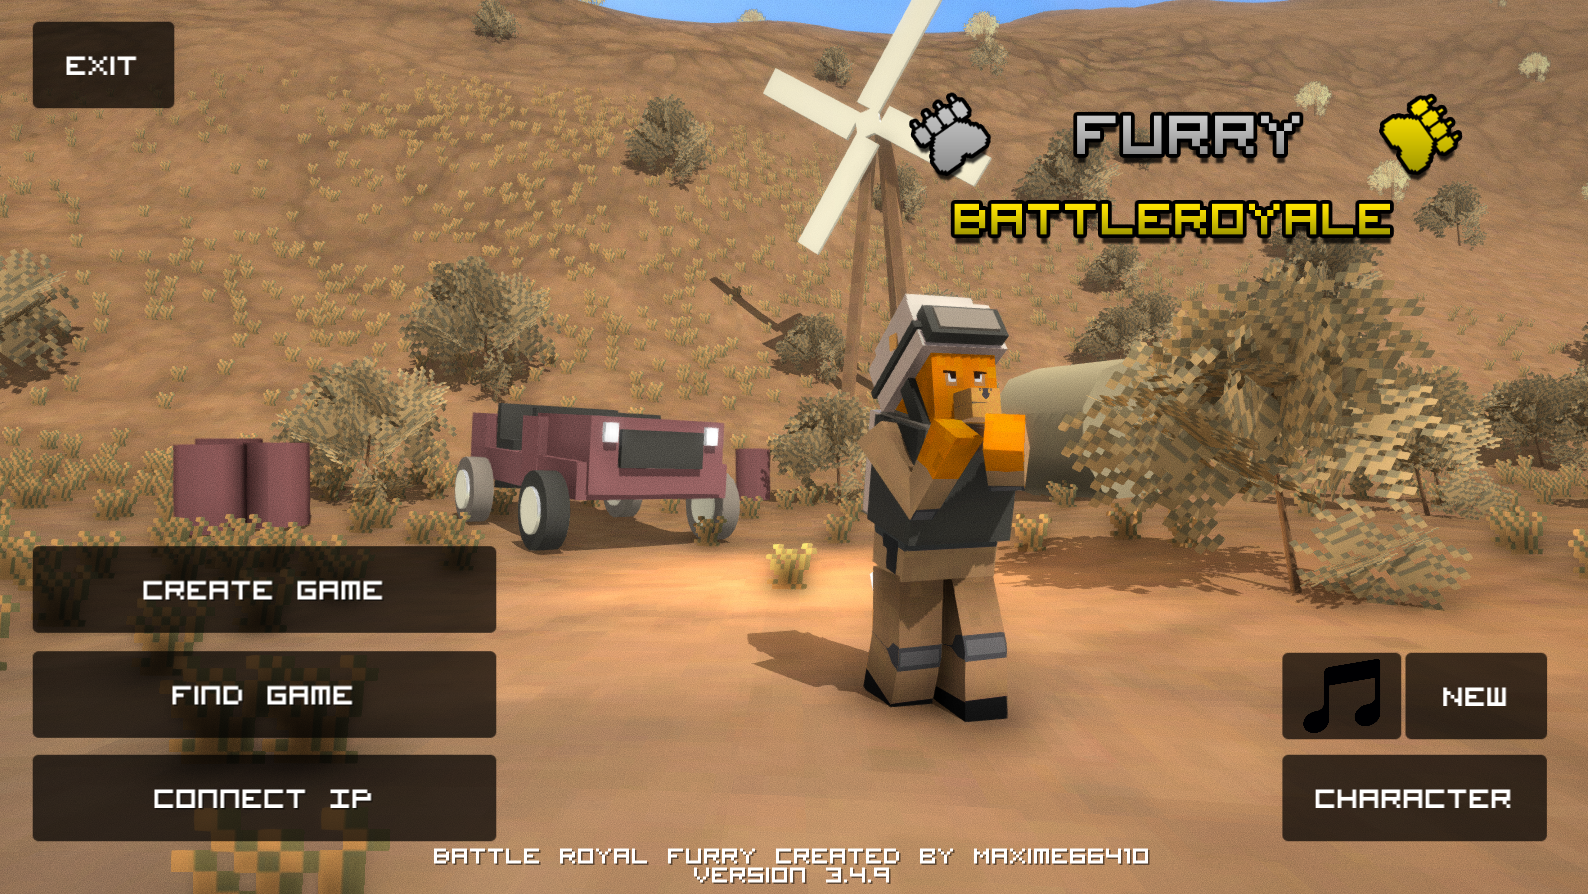 EXIT
FURRY
BATTLEROYALE
CREATE GAME
FIND GAME
CONNECT IP
NEW
CHARACTER
BATTLE ROYAL FURRY CREATED BY MAXIME66410
VERSION 3.4.9